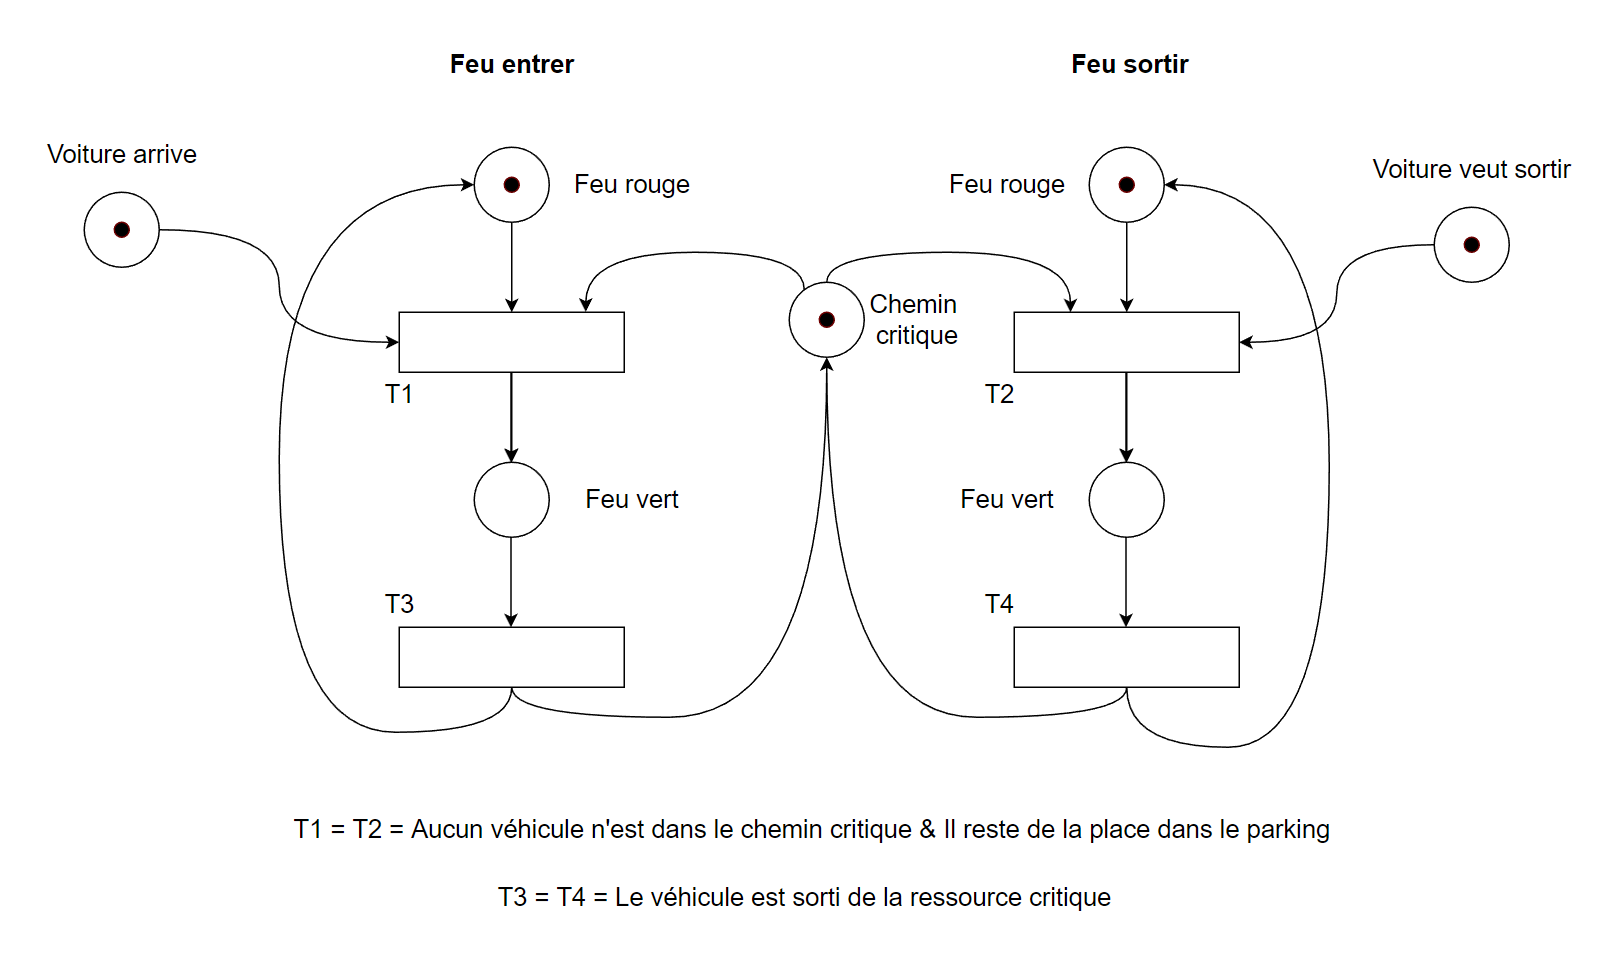 Feu entrer
Feu sortir
Voiture arrive
Feu rouge
Feu rouge
Voiture veut sortir
Chemin
critique
T1
T2
Feu vert
Feu vert
T3
T4
T1 = T2 = Aucun véhicule n'est dans le chemin critique & Il reste de la place dans le parking
T3 = T4 = Le véhicule est sorti de la ressource critique